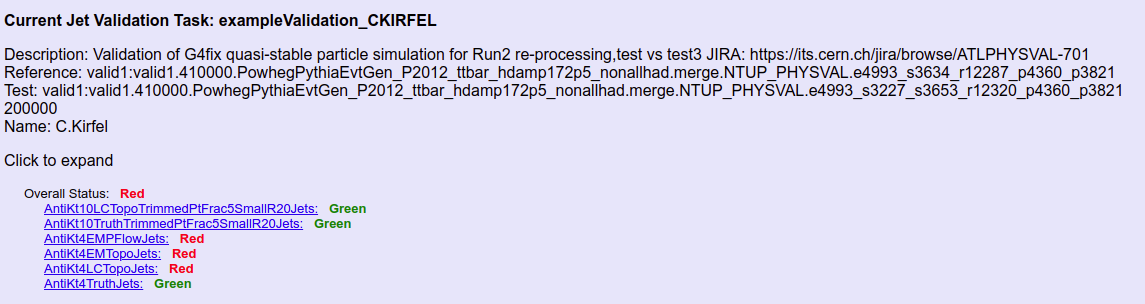 Current Jet Validation Task: exampleValidation_CKIRFEL
Description: Validation of G4fix quasi-stable particle simulation for Run2 re-processing,test vs test3 JIRA: https://its.cern.ch/jira/browse/ATLPHYSVAL-701
Reference: valid1:valid1.410000.PowhegPythiaEvtGen_P2012_ttbar_hdamp172p5_nonallhad.merge.NTUP_PHYSVAL.e4993_s3634_r12287_p4360_p3821
Test: valid1:valid1.410000.PowhegPythiaEvtGen_P2012_ttbar_hdamp172p5_nonallhad.merge.NTUP_PHYSVAL.e4993_s3227_s3653_r12320_p4360_p3821
200000
Name: C.Kirfel
Click to expand
Overall Status: Red
AntiKt10LCTopoTrimmedPtFrac5SmallR20Jets: Green
AntiKt10TruthTrimmedPtFrac5SmallR20Jets: Green
AntiKt4EMPFlowJets: Red
AntiKt4EMTopoJets: Red
AntiKt4LCTopoJets: Red
AntiKt4TruthJets: Green